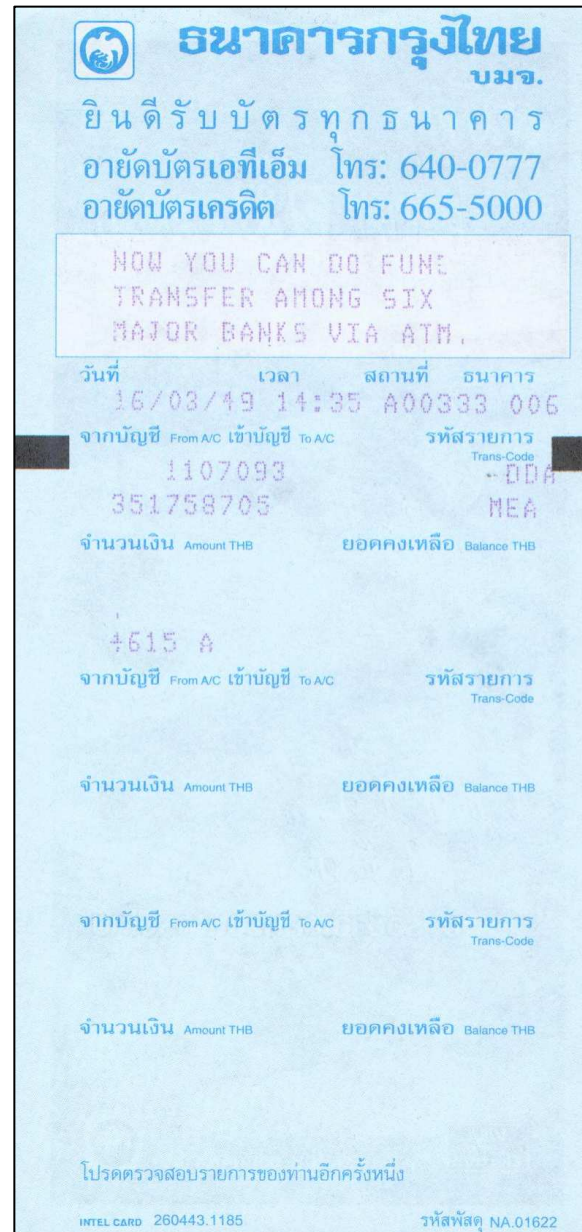 ธนาคารกรุงไทย
บมจ.
ยินดีรับบัตรทุกธนาคาร
อายัดบัตรเอทีเอ็ม โทร: 640-0777
อายัดบัตรเครดิต โทร: 665-5000
NOW YOU CAN DO FUND
TRANSFER AMONG SIX
MAJOR BANKS VIA ATM.
วันที่ เวลา สถานที่ ธนาคาร
16/03/49 14:35 A00333 006
จากบัญชี From A/C เข้าบัญชี To A/C รหัสรายการ
Trans-Code
1107093 -DDA
351758705 MEA
จำนวนเงิน Amount THB ยอดคงเหลือ Balance THB
4615 A
จากบัญชี From A/C เข้าบัญชี To A/C รหัสรายการ
Trans-Code
จำนวนเงิน Amount THB ยอดคงเหลือ Balance THB
จากบัญชี From A/C เข้าบัญชี To A/C รหัสรายการ
Trans-Code
จำนวนเงิน Amount THB ยอดคงเหลือ Balance THB
โปรดตรวจสอบรายการของท่านอีกครั้งหนึ่ง
INTEL CARD 260443.1185 รหัสพัสดุ NA.01622